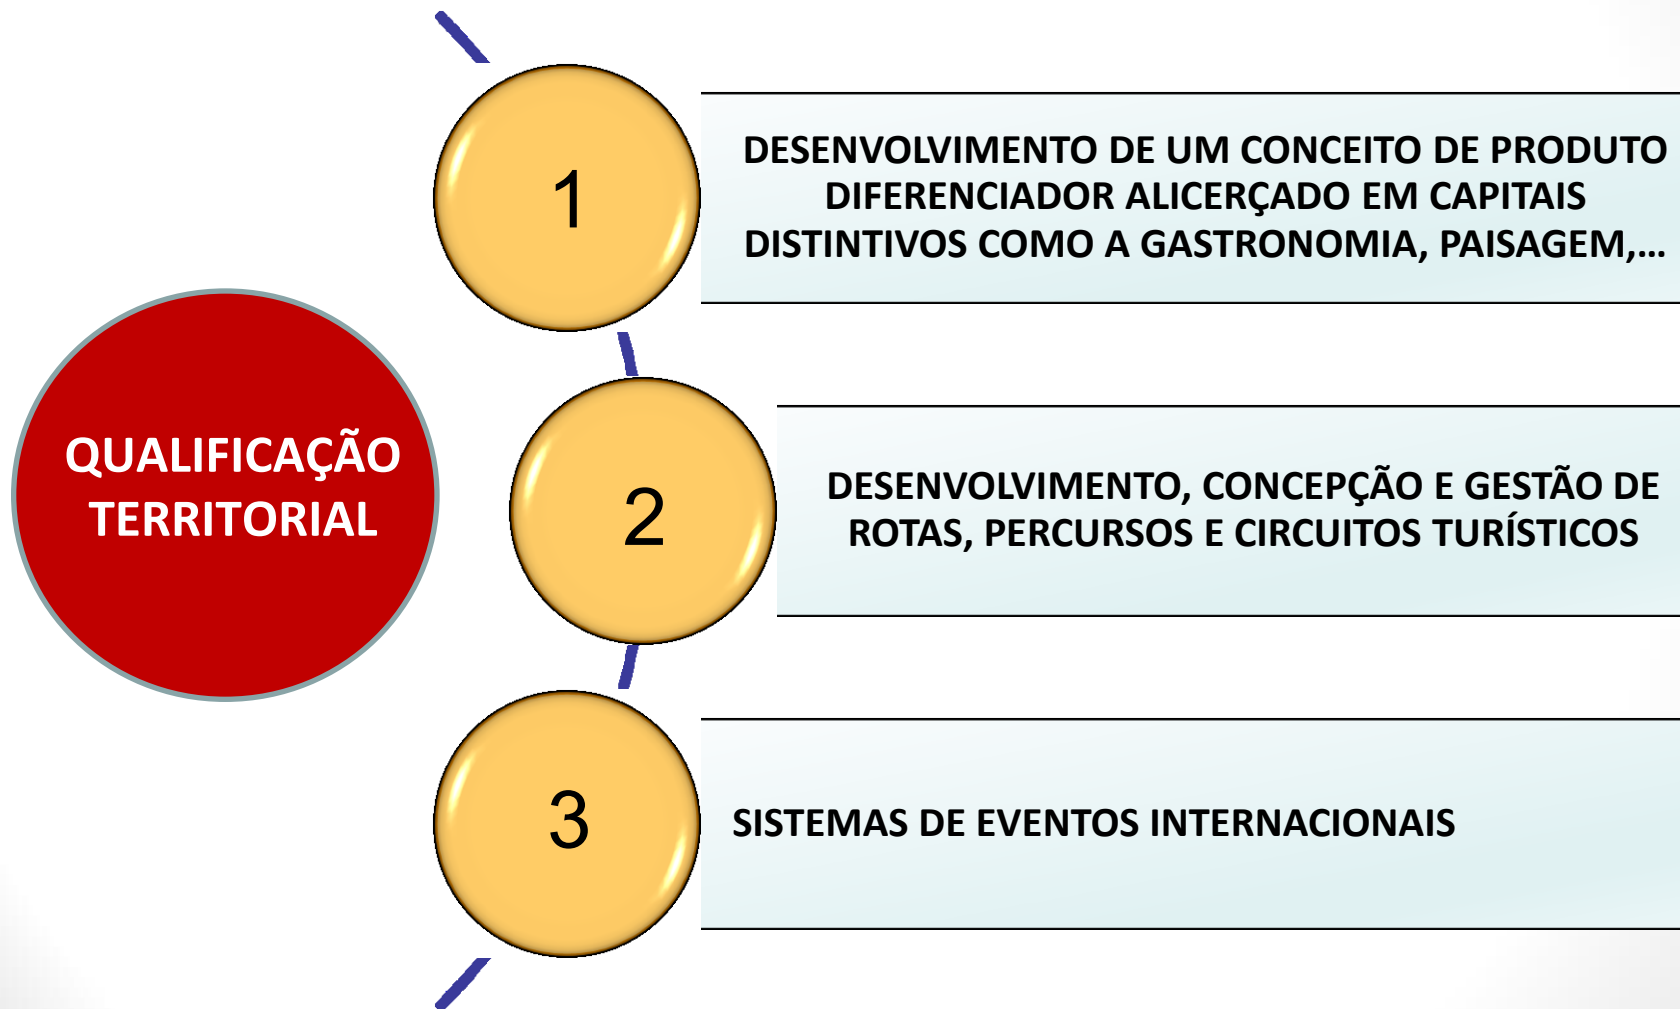 QUALIFICAÇÃO
TERRITORIAL
1
DESENVOLVIMENTO DE UM CONCEITO DE PRODUTO
DIFERENCIADOR ALICERÇADO EM CAPITAIS
DISTINTIVOS COMO A GASTRONOMIA, PAISAGEM,...
2
DESENVOLVIMENTO, CONCEPÇÃO E GESTÃO DE
ROTAS, PERCURSOS E CIRCUITOS TURÍSTICOS
3
SISTEMAS DE EVENTOS INTERNACIONAIS